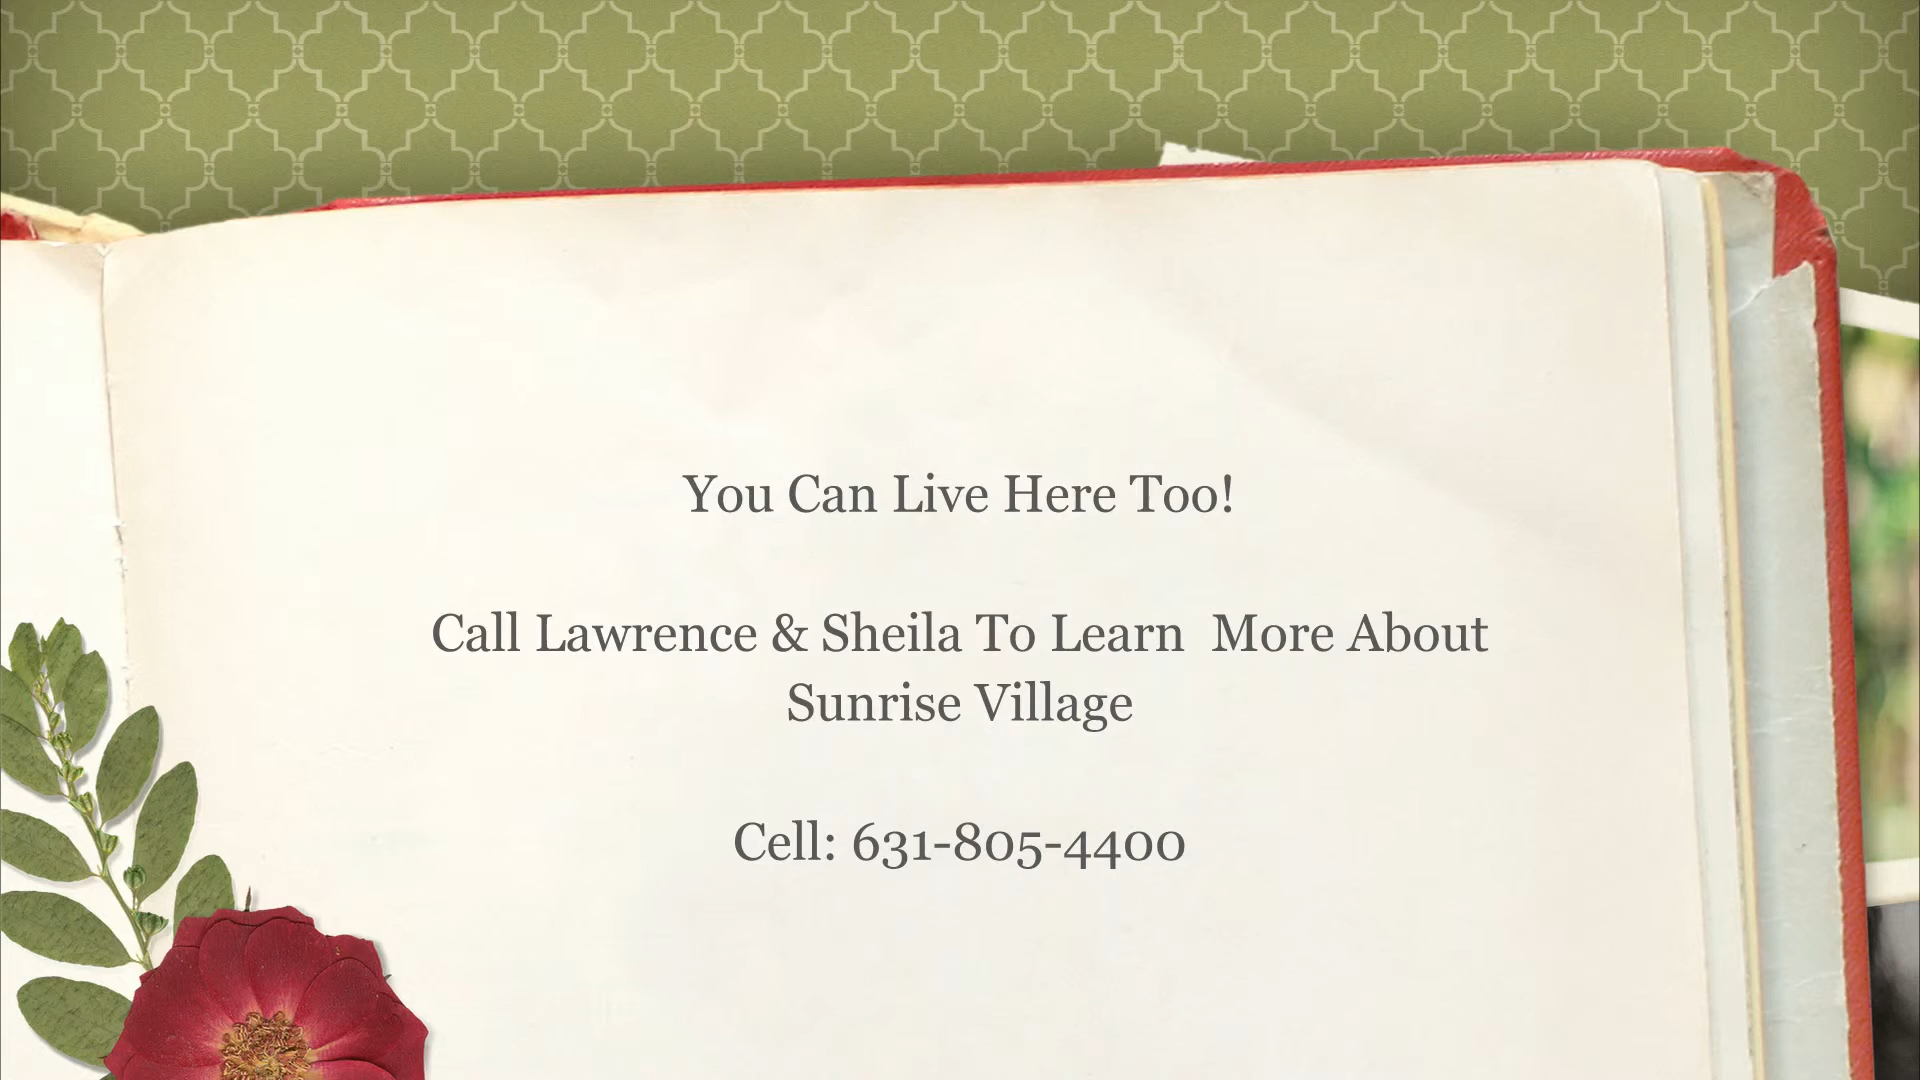 You Can Live Here Too!
Call Lawrence & Sheila To Learn  More About
Sunrise Village
Cell: 631-805-4400